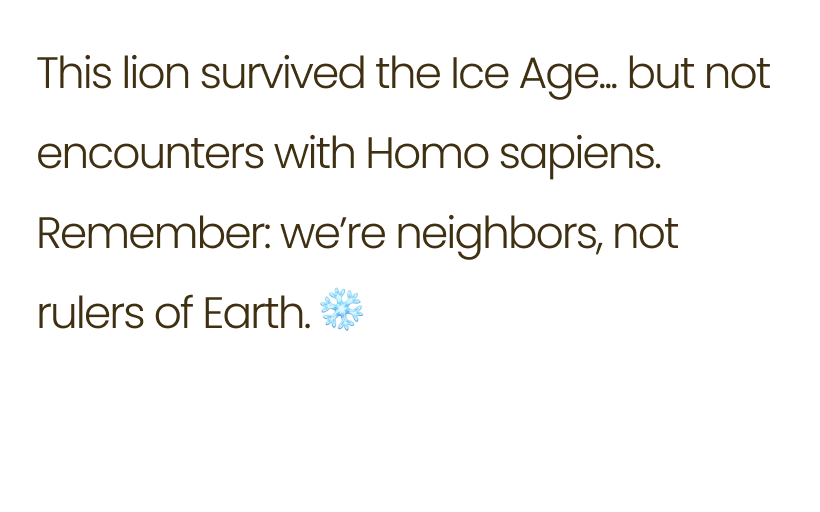 This lion survived the Ice Age... but not
encounters with Homo sapiens.
Remember: we’re neighbors, not
rulers of Earth. ❄️